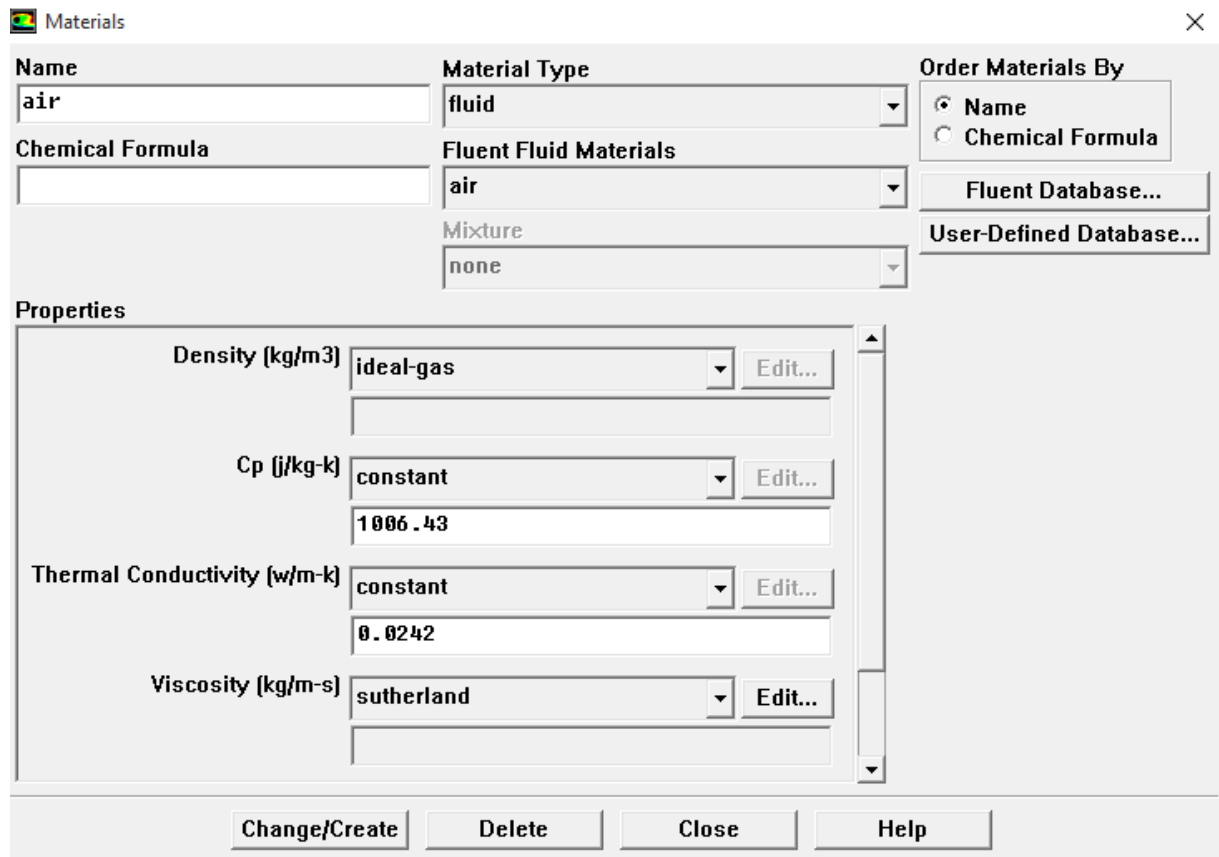 Materials
Name
air
Chemical Formula
Material Type
fluid
Fluent Fluid Materials
air
Mixture
none
Order Materials By
Name
Chemical Formula
Fluent Database...
User-Defined Database...
Properties
Density (kg/m3) ideal-gas Edit...
Cp (j/kg-k) constant Edit...
1006.43
Thermal Conductivity (w/m-k) constant Edit...
0.0242
Viscosity (kg/m-s) sutherland Edit...
Change/Create Delete Close Help